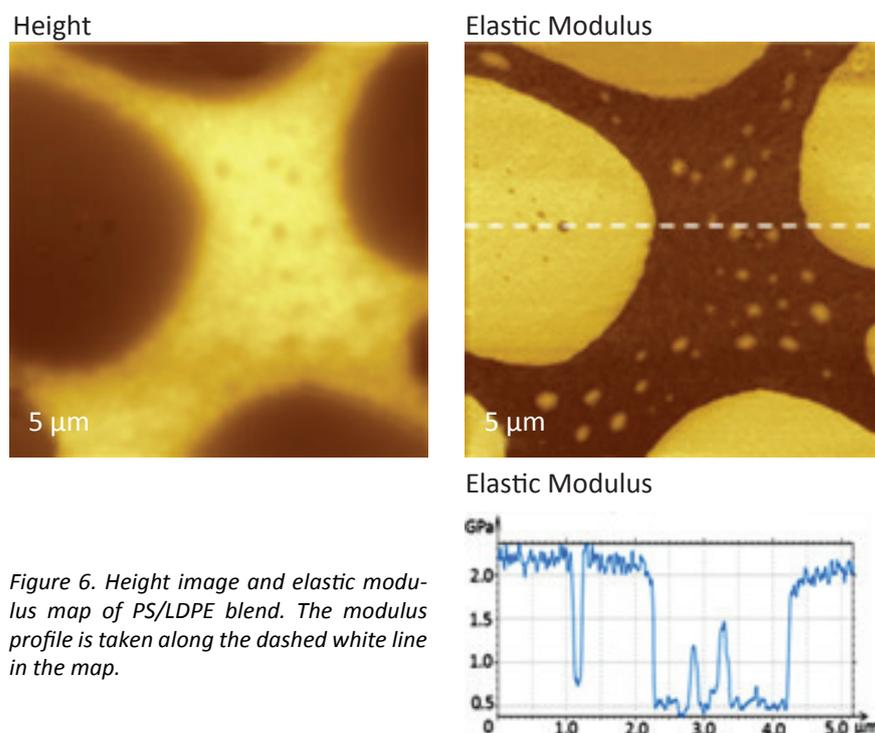 Height
Elastic Modulus
5 µm
5 µm
Elastic Modulus
GPa
2.0
1.5
1.0
0.5
0
1.0
2.0
3.0
4.0
5.0 µm
Figure 6. Height image and elastic modu-
lus map of PS/LDPE blend. The modulus
profile is taken along the dashed white line
in the map.